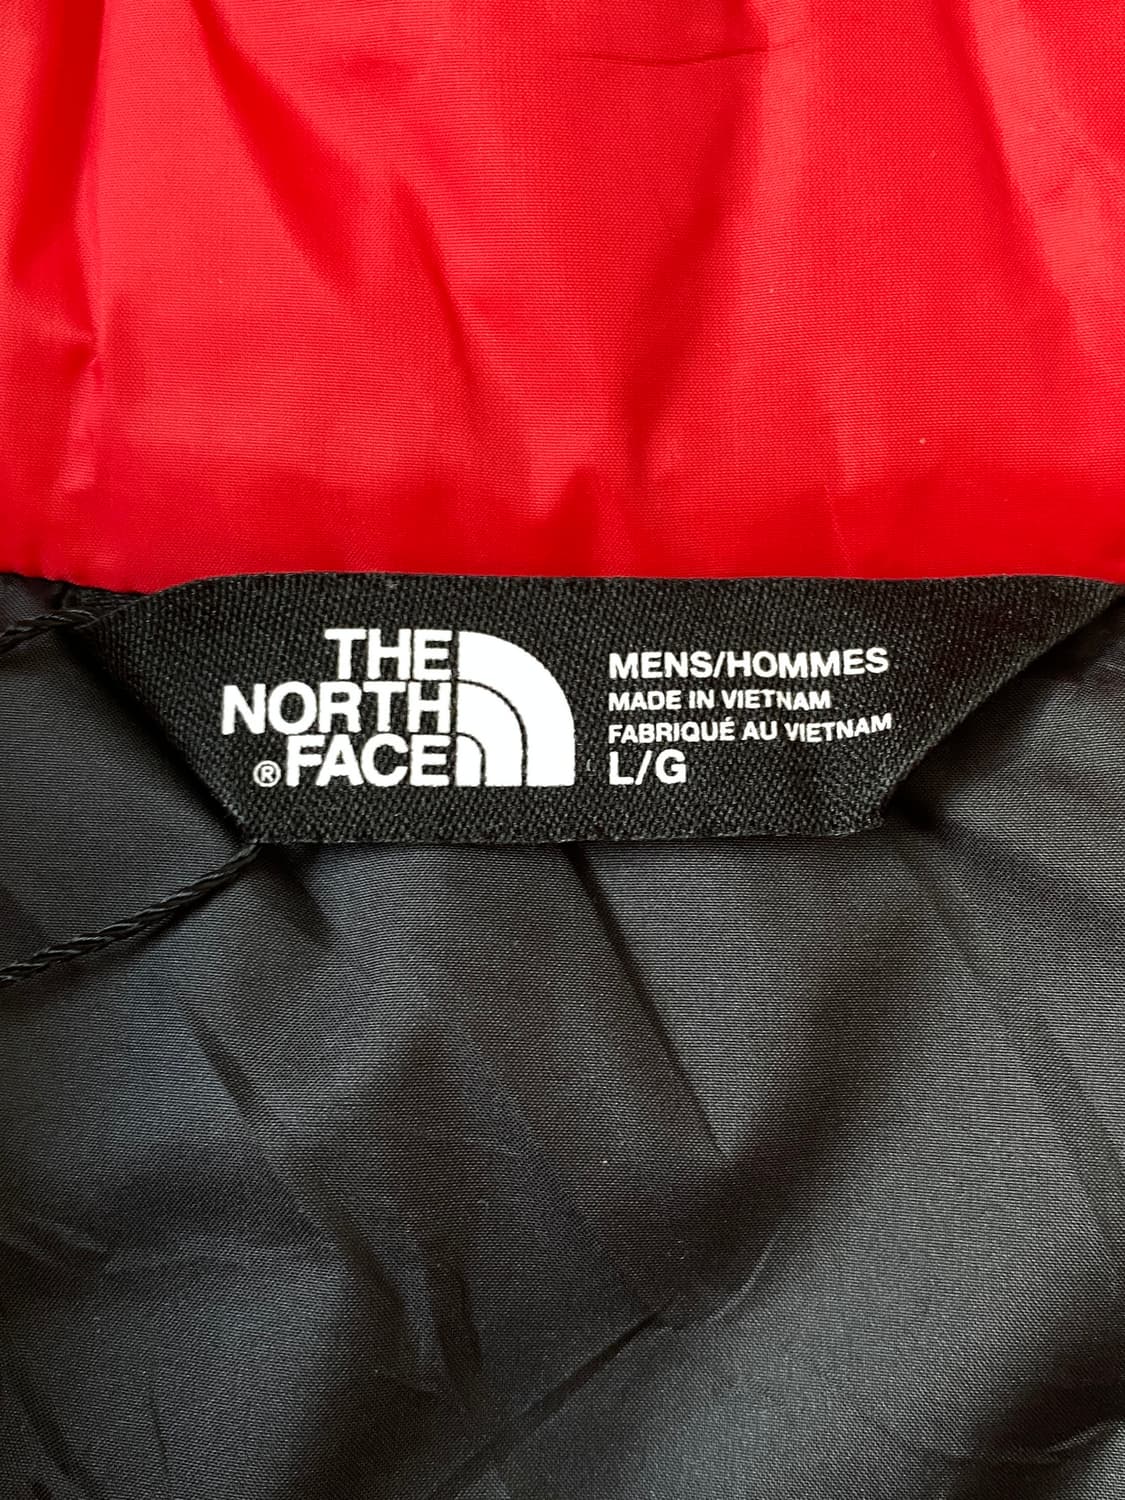 THE
NORTH
®FACE
MENS/HOMMES
MADE IN VIETNAM
FABRIQUÉ AU VIETNAM
L/G